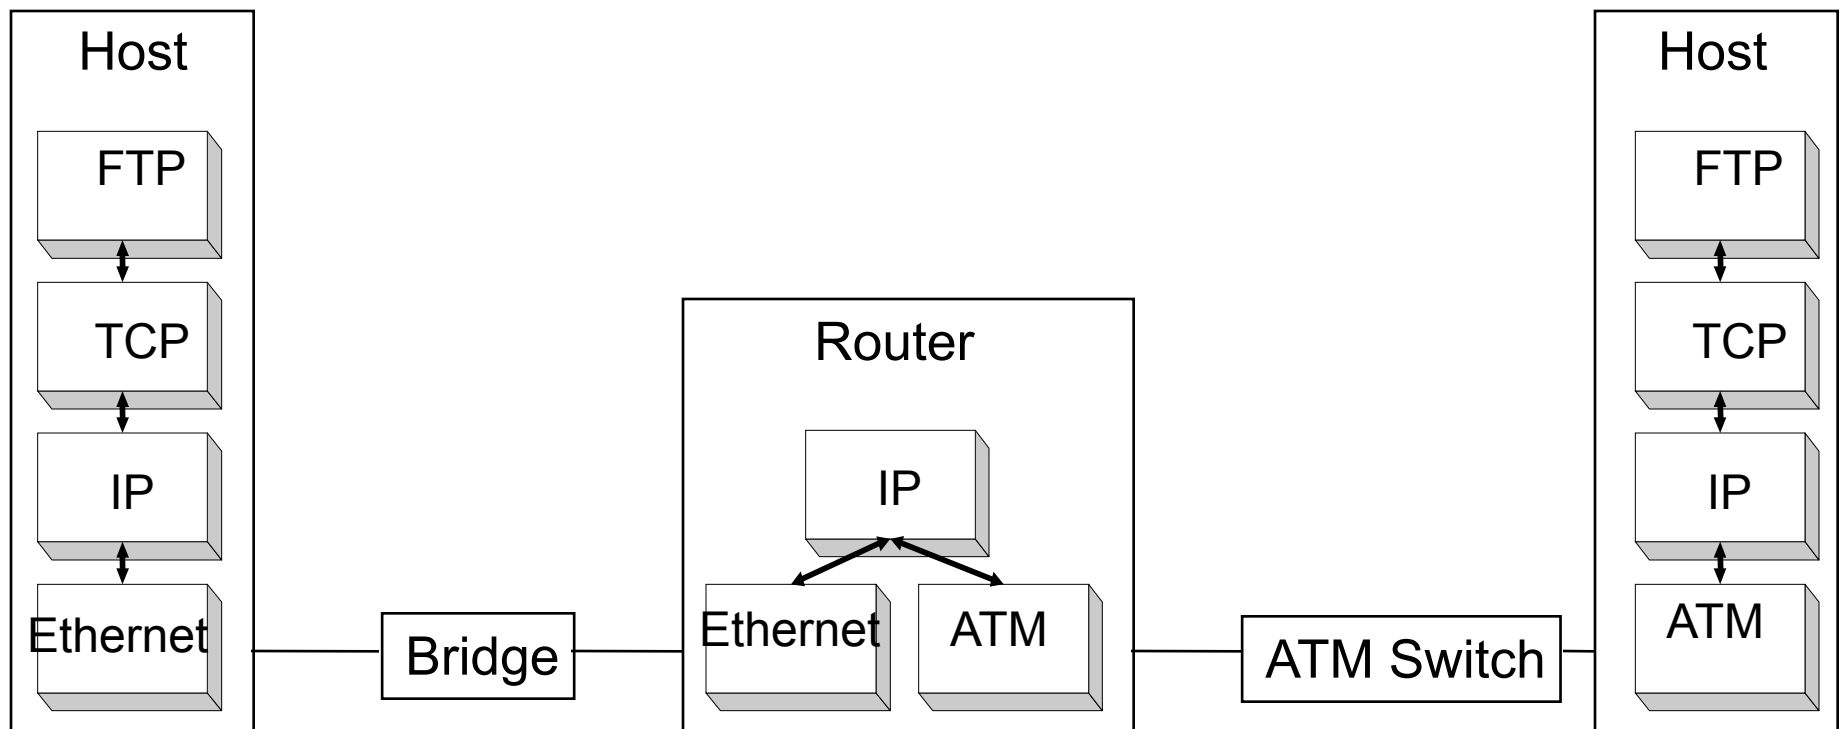 Host
FTP
TCP
IP
Ethernet
Bridge
Router
IP
Ethernet
ATM
ATM Switch
Host
FTP
TCP
IP
ATM